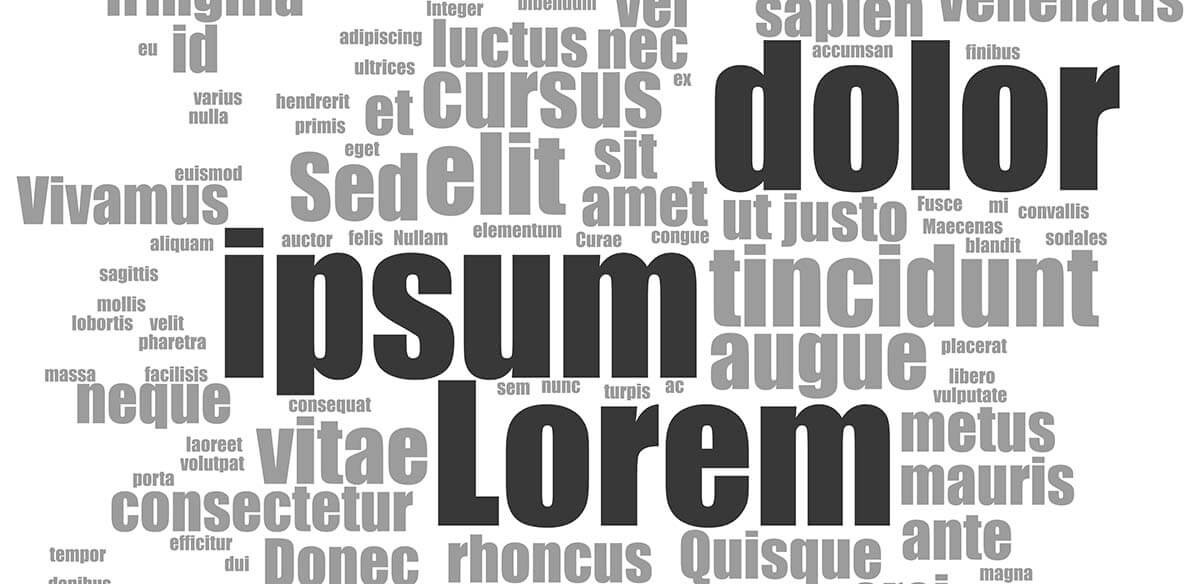 fringilla
Integer
bibendum
vel
sapien
venenatis
eu
id
adipiscing
luctus
nec
accumsan
finibus
ultrices
dolor
varius
hendrerit
et
cursus
ex
nulla
primis
eget
Sed
elit
sit
euismod
Vivamus
amet
ut
justo
Fusce
mi
convallis
aliquam
auctor
felis
Nullam
elementum
Curae
congue
Maecenas
blandit
sodales
sagittis
ipsum
tincidunt
mollis
lobortis
velit
pharetra
augue
placerat
massa
facilisis
sem
nunc
turpis
ac
libero
neque
consequat
vulputate
laoreet
vitae
Lorem
metus
volutpat
porta
mauris
consectetur
tempor
efficitur
dui
Donec
rhoncus
Quisque
ante
magna
dapibus
orci